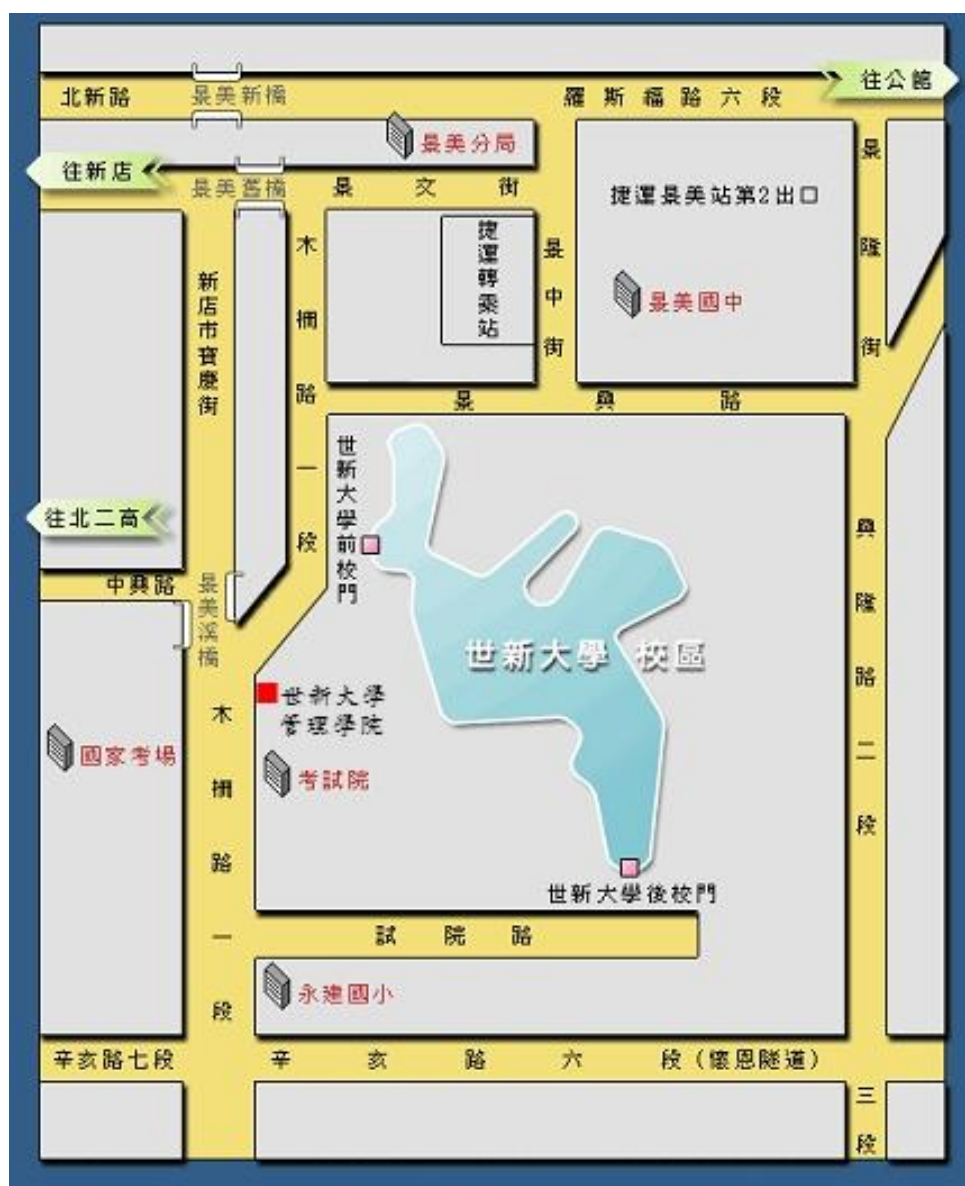 往公館
北新路
景美新橋
羅斯福路六段
景美分局
景隆街
往新店
景美舊橋
景文街
捷運景美站第2出口
木柵路一段
捷運轉乘站
景中街
新店市寶慶街
景美國中
景興路
世新大學前校門
往北二高
興隆路二段
中興路
景美溪橋
世新大學 校區
世新大學
管理學院
木柵路一段
國家考場
考試院
世新大學後校門
試院路
永建國小
辛亥路七段
辛亥路六段(懷恩隧道)
三段